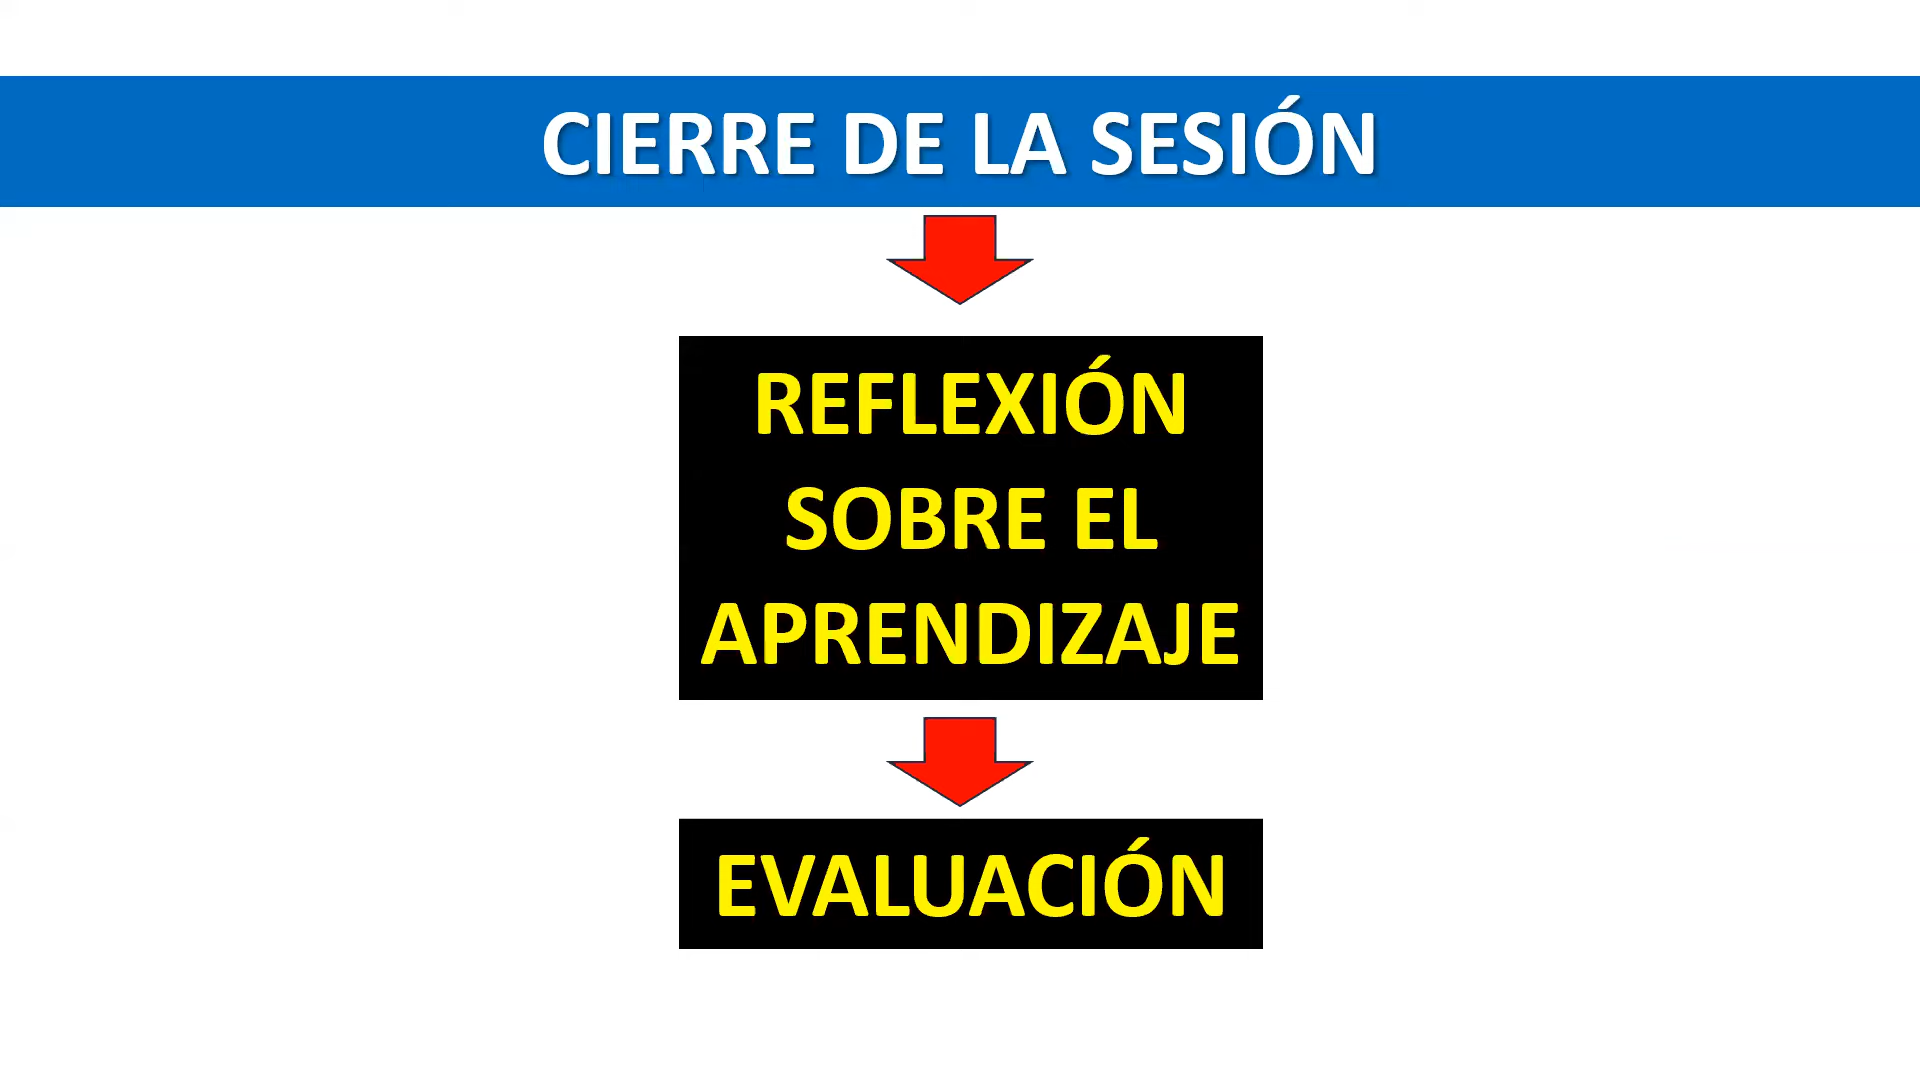 CIERRE DE LA SESIÓN
REFLEXIÓN
SOBRE EL
APRENDIZAJE
EVALUACIÓN